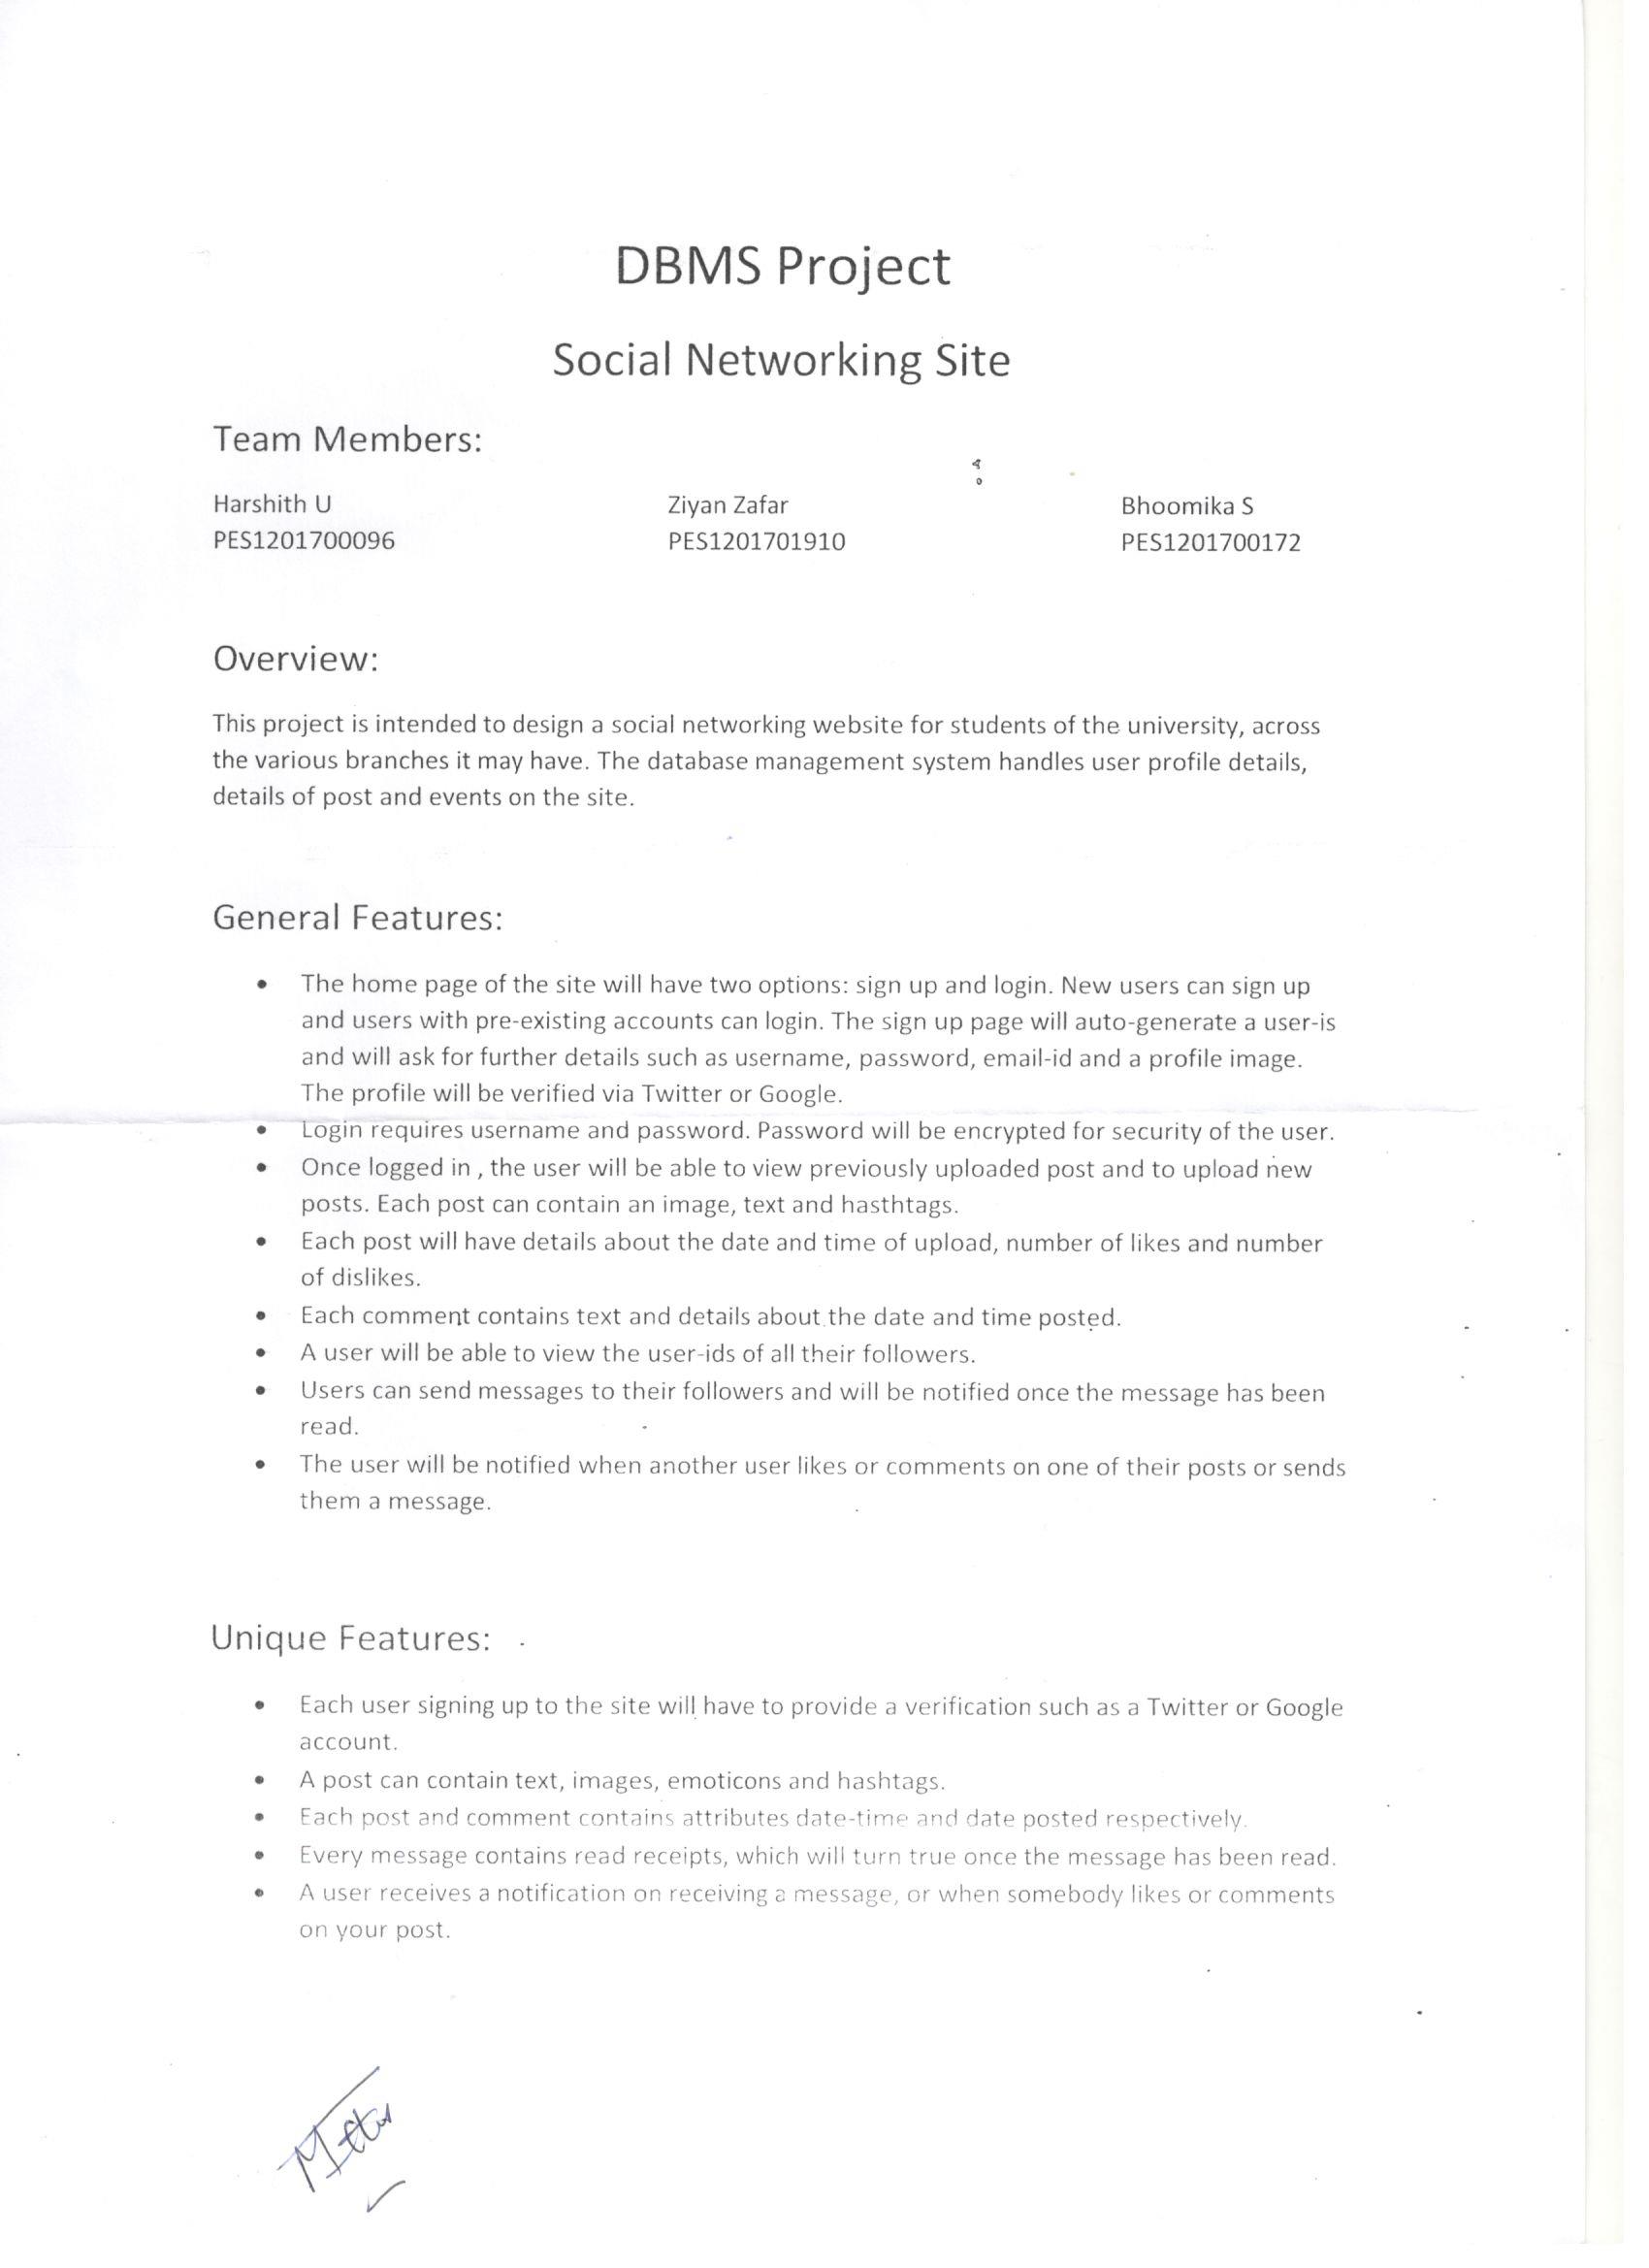 DBMS Project
Social Networking Site
Team Members:
Harshith U Ziyan Zafar Bhoomika S
PES1201700096 PES1201701910 PES1201700172
Overview:
This project is intended to design a social networking website for students of the university, across
the various branches it may have. The database management system handles user profile details,
details of post and events on the site.
General Features:
• The home page of the site will have two options: sign up and login. New users can sign up
and users with pre-existing accounts can login. The sign up page will auto-generate a user-is
and will ask for further details such as username, password, email-id and a profile image.
The profile will be verified via Twitter or Google.
• Login requires username and password. Password will be encrypted for security of the user.
• Once logged in , the user will be able to view previously uploaded post and to upload new
posts. Each post can contain an image, text and hasthtags.
• Each post will have details about the date and time of upload, number of likes and number
of dislikes.
• Each comment contains text and details about the date and time posted.
• A user will be able to view the user-ids of all their followers.
• Users can send messages to their followers and will be notified once the message has been
read.
• The user will be notified when another user likes or comments on one of their posts or sends
them a message.
Unique Features:
• Each user signing up to the site will have to provide a verification such as a Twitter or Google
account.
• A post can contain text, images, emoticons and hashtags.
• Each post and comment contains attributes date-time and date posted respectively.
• Every message contains read receipts, which will turn true once the message has been read.
• A user receives a notification on receiving a message, or when somebody likes or comments
on your post.